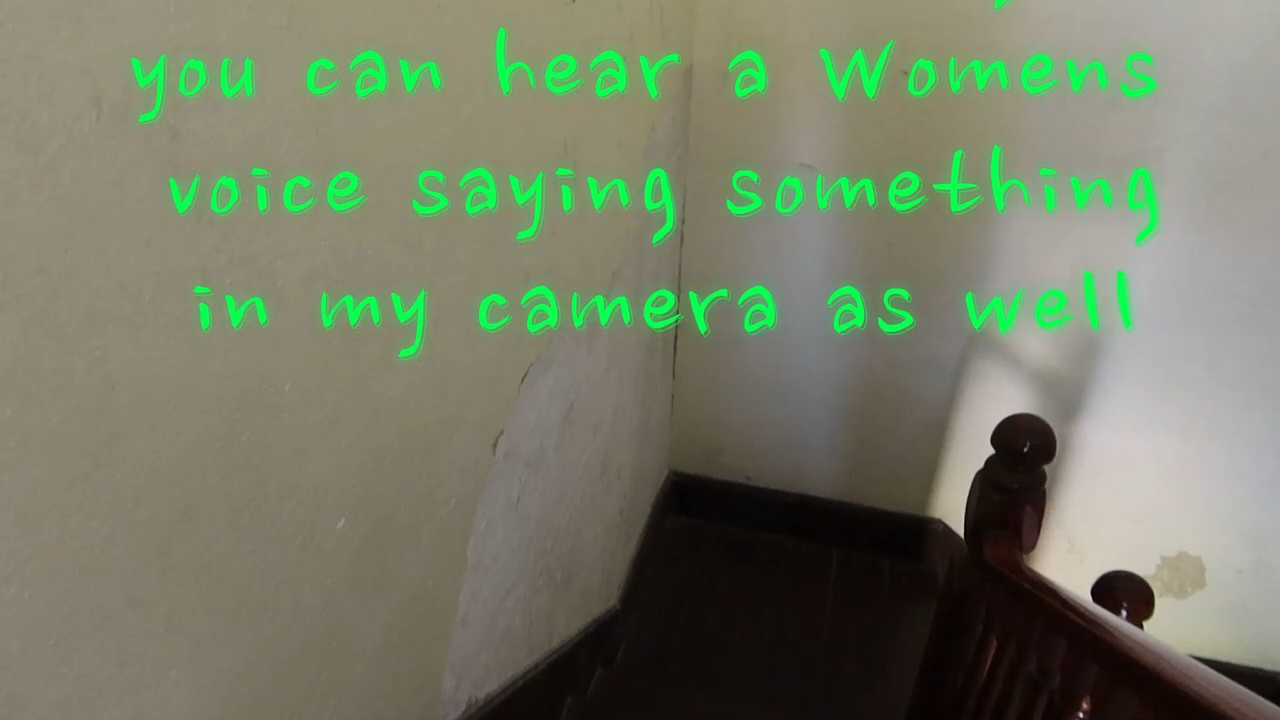 you can hear a Womens
voice saying something
in my camera as well